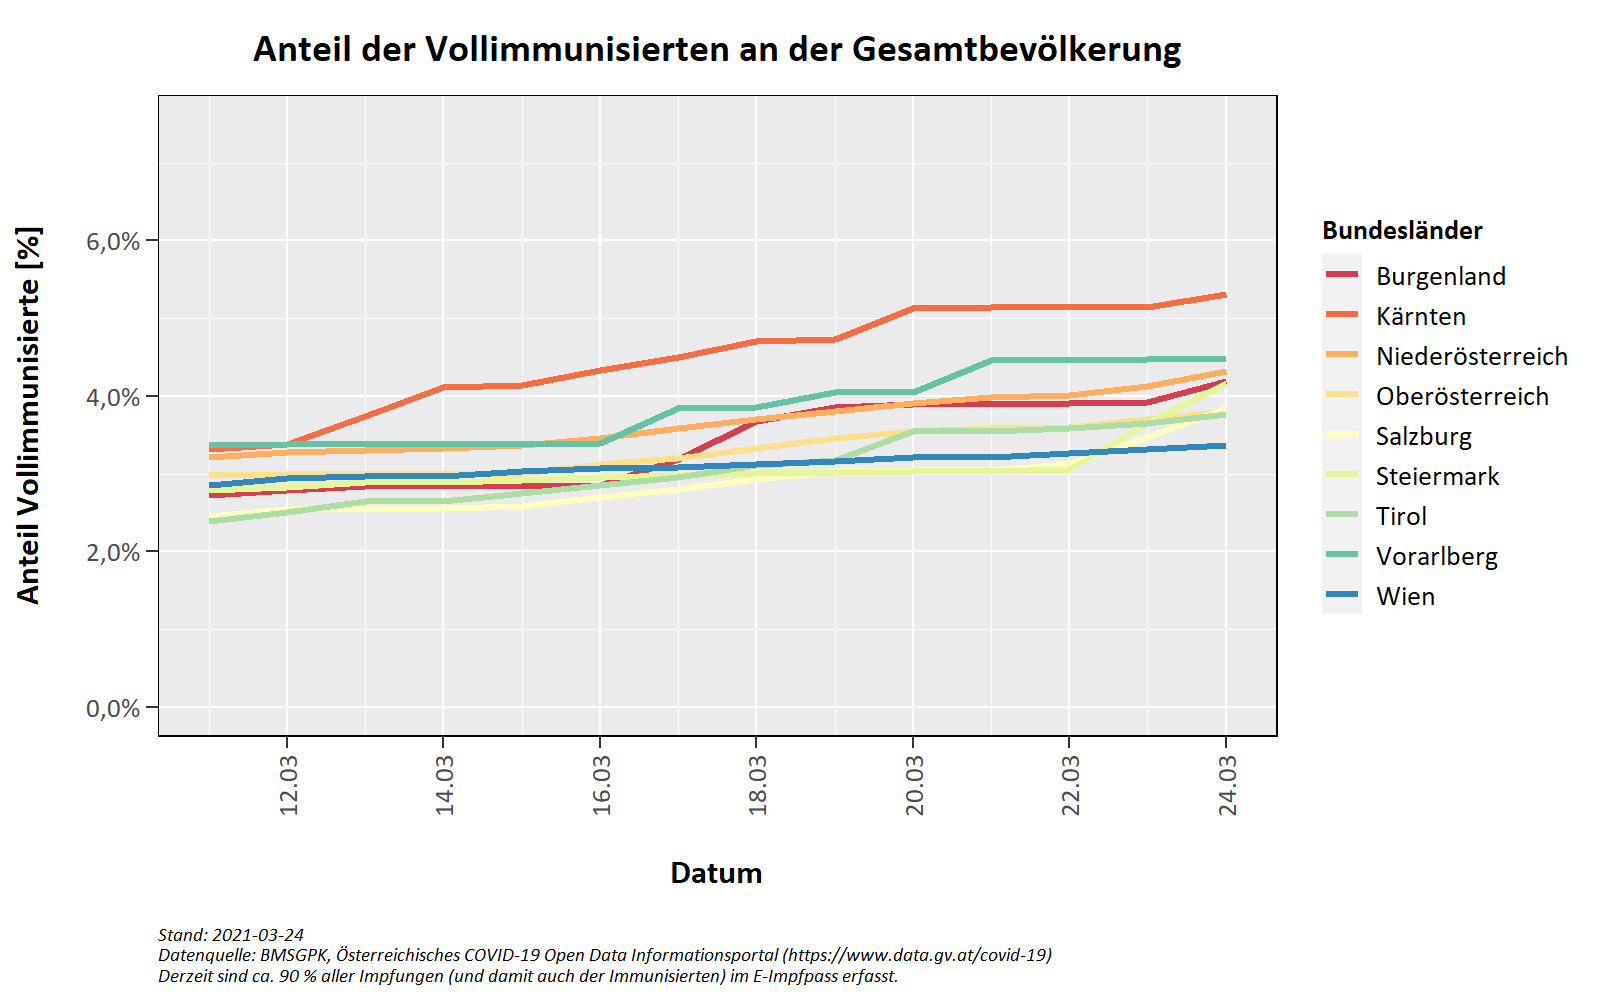 Anteil der Vollimmunisierten an der Gesamtbevölkerung
Anteil Vollimmunisierte [%]
6,0%
4,0%
2,0%
0,0%
12.03
14.03
16.03
18.03
20.03
22.03
24.03
Datum
Bundesländer
Burgenland
Kärnten
Niederösterreich
Oberösterreich
Salzburg
Steiermark
Tirol
Vorarlberg
Wien
Stand: 2021-03-24
Datenquelle: BMSGPK, Österreichisches COVID-19 Open Data Informationsportal (https://www.data.gv.at/covid-19)
Derzeit sind ca. 90 % aller Impfungen (und damit auch der Immunisierten) im E-Impfpass erfasst.